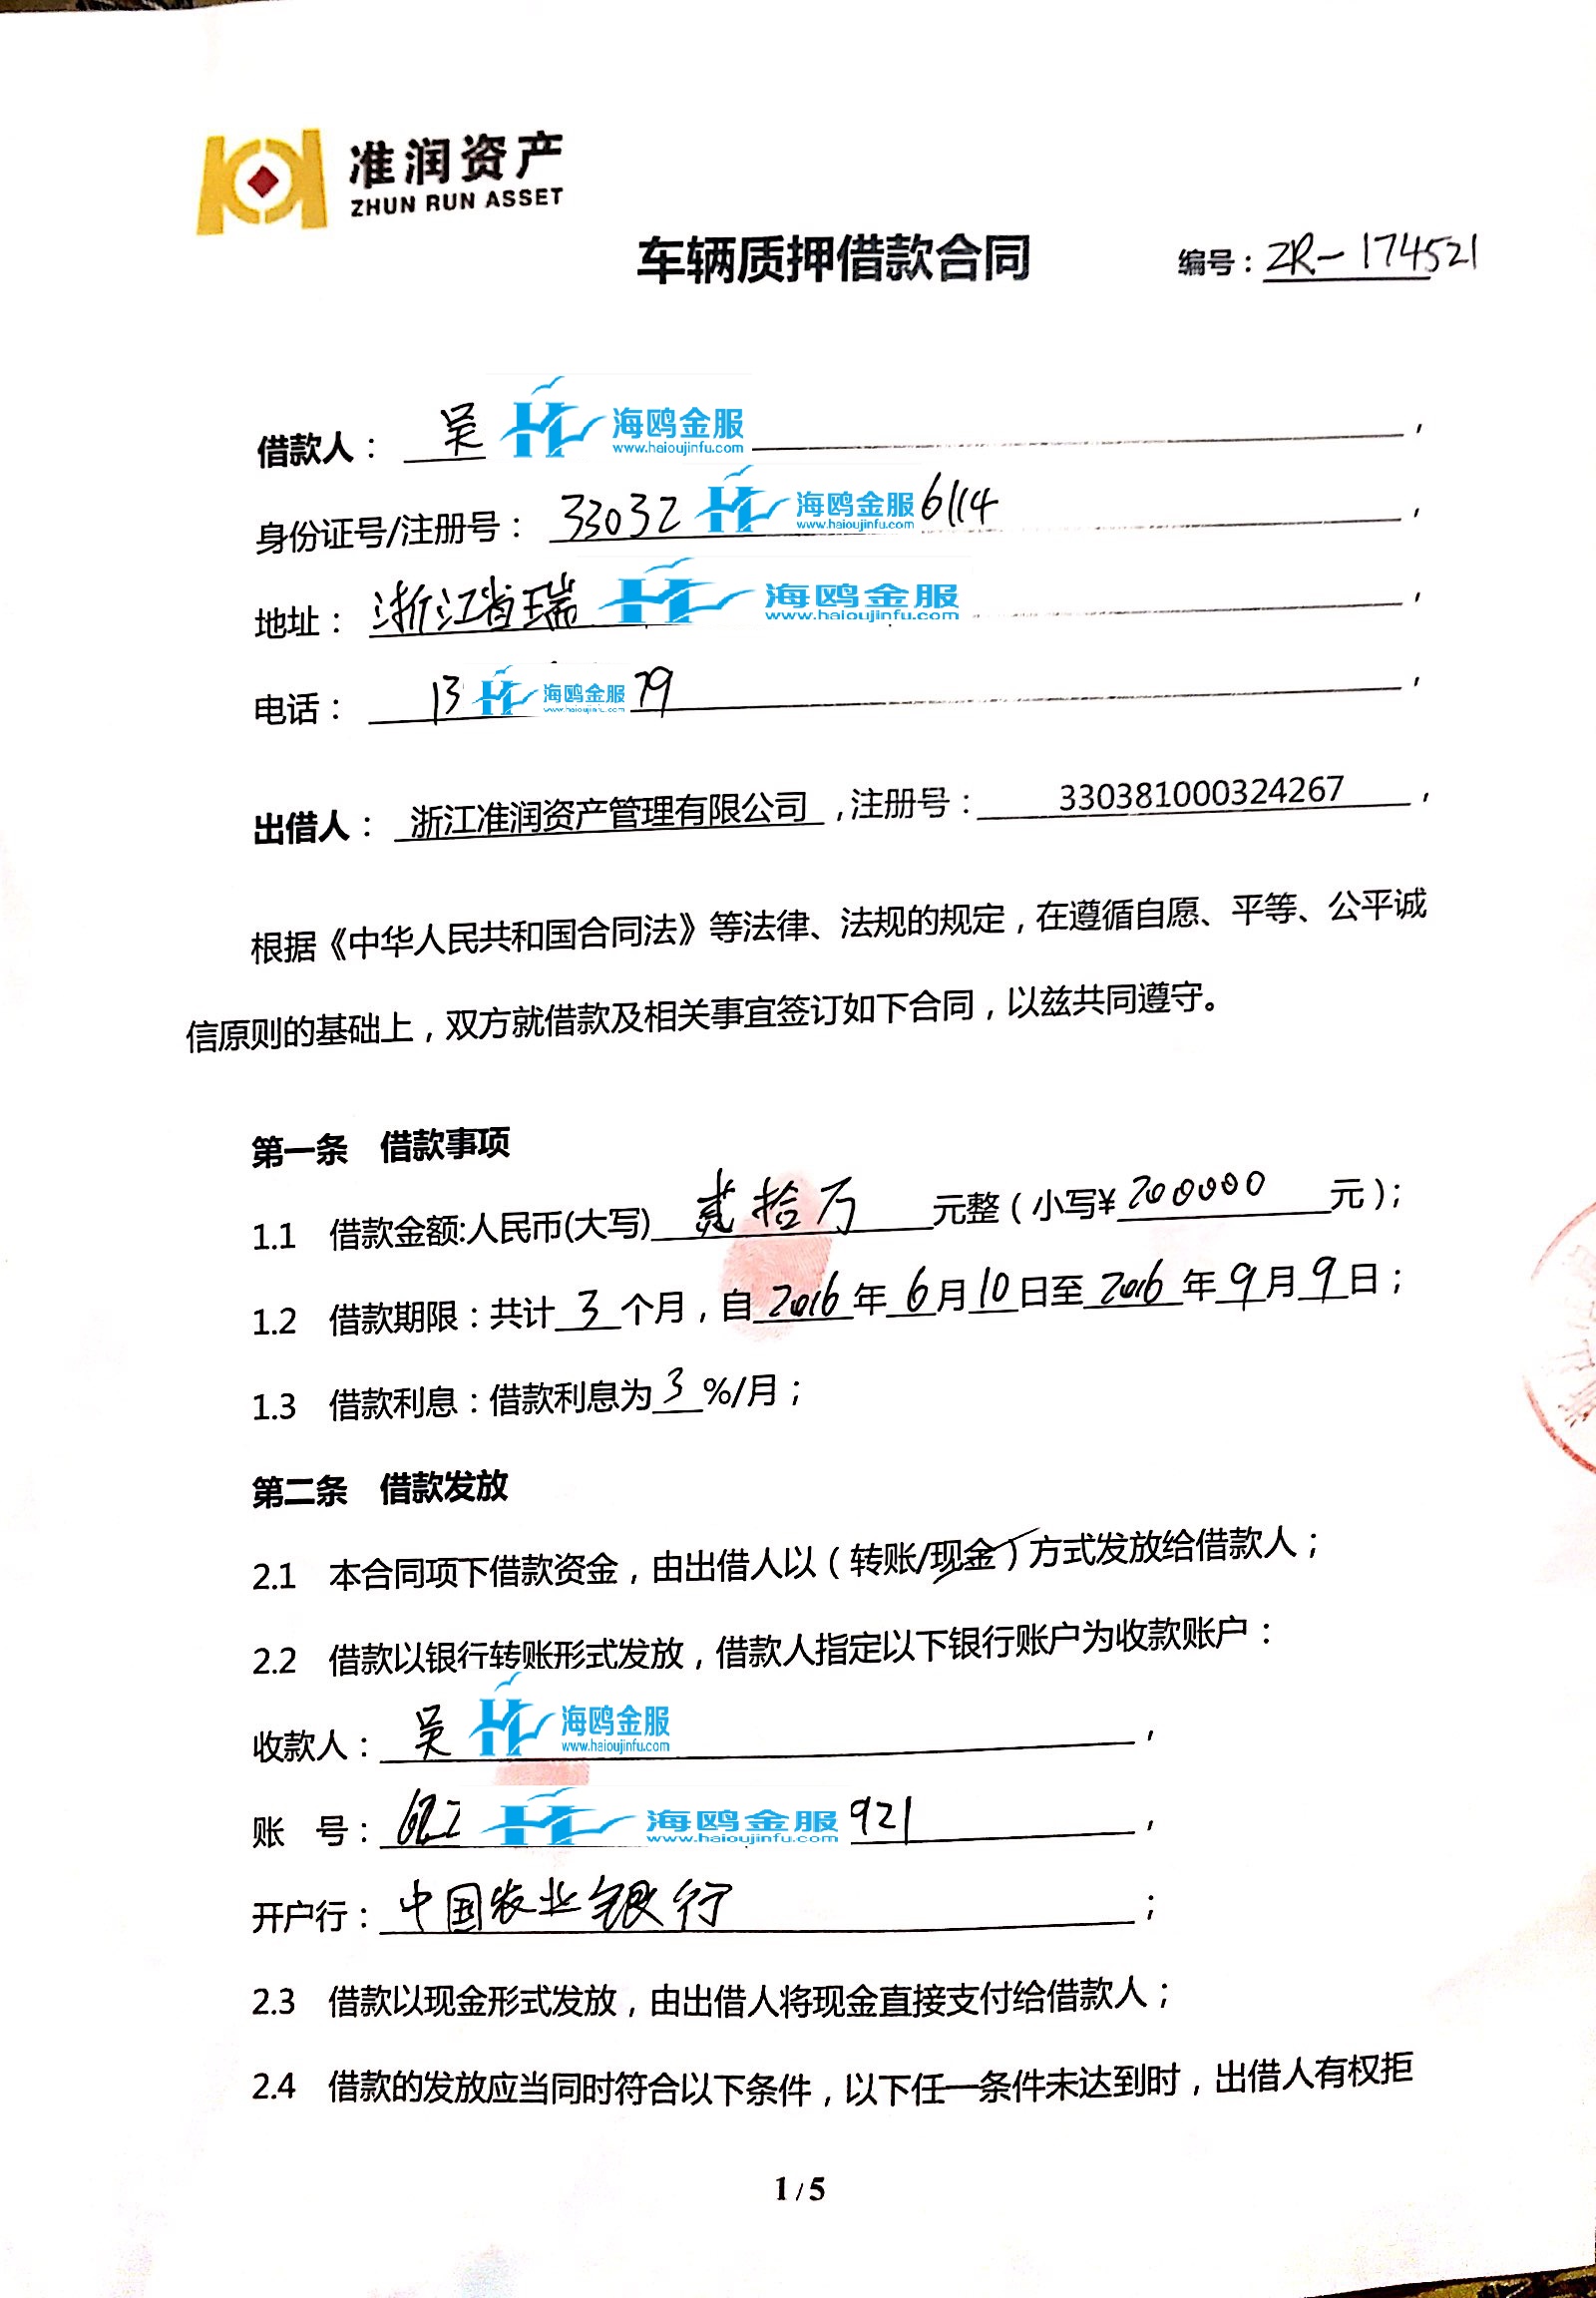 准润资产
ZHUN RUN ASSET
车辆质押借款合同 编号：ZR-174521
借款人：吴 海鸥金服 www.haioujinfu.com，
身份证号/注册号：33032 海鸥金服 www.haioujinfu.com 6114，
地址：浙江省瑞 海鸥金服 www.haioujinfu.com，
电话：13 海鸥金服 www.haioujinfu.com 79，
出借人：浙江准润资产管理有限公司，注册号：330381000324267，
根据《中华人民共和国合同法》等法律、法规的规定，在遵循自愿、平等、公平诚
信原则的基础上，双方就借款及相关事宜签订如下合同，以兹共同遵守。
第一条 借款事项
1.1 借款金额:人民币(大写)贰拾万元整（小写¥200000元）；
1.2 借款期限：共计3个月，自2016年6月10日至2016年9月9日；
1.3 借款利息：借款利息为3%/月；
第二条 借款发放
2.1 本合同项下借款资金，由出借人以（转账/现金）方式发放给借款人；
2.2 借款以银行转账形式发放，借款人指定以下银行账户为收款账户：
收款人：吴 海鸥金服 www.haioujinfu.com，
账 号：622 海鸥金服 www.haioujinfu.com 921，
开户行：中国农业银行；
2.3 借款以现金形式发放，由出借人将现金直接支付给借款人；
2.4 借款的发放应当同时符合以下条件，以下任一条件未达到时，出借人有权拒
1/5